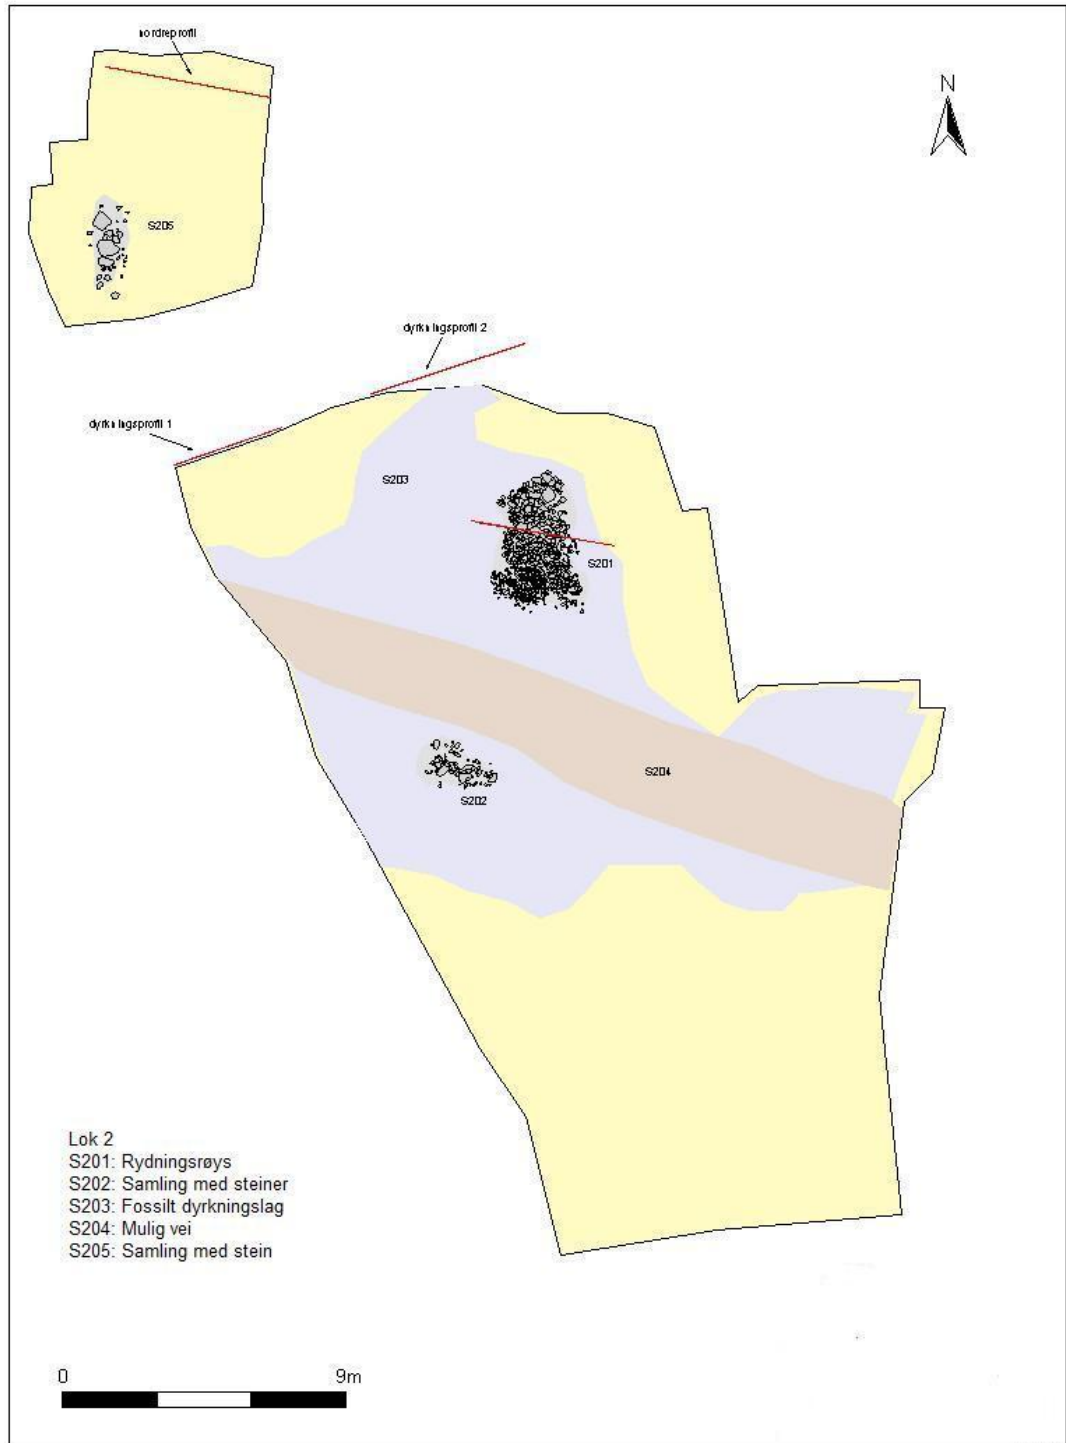 nordreprofil
N
S205
dyrkningsprofil 2
dyrkningsprofil 1
S203
S201
S204
S202
Lok 2
S201: Rydningsrøys
S202: Samling med steiner
S203: Fossilt dyrkningslag
S204: Mulig vei
S205: Samling med stein
0 9m